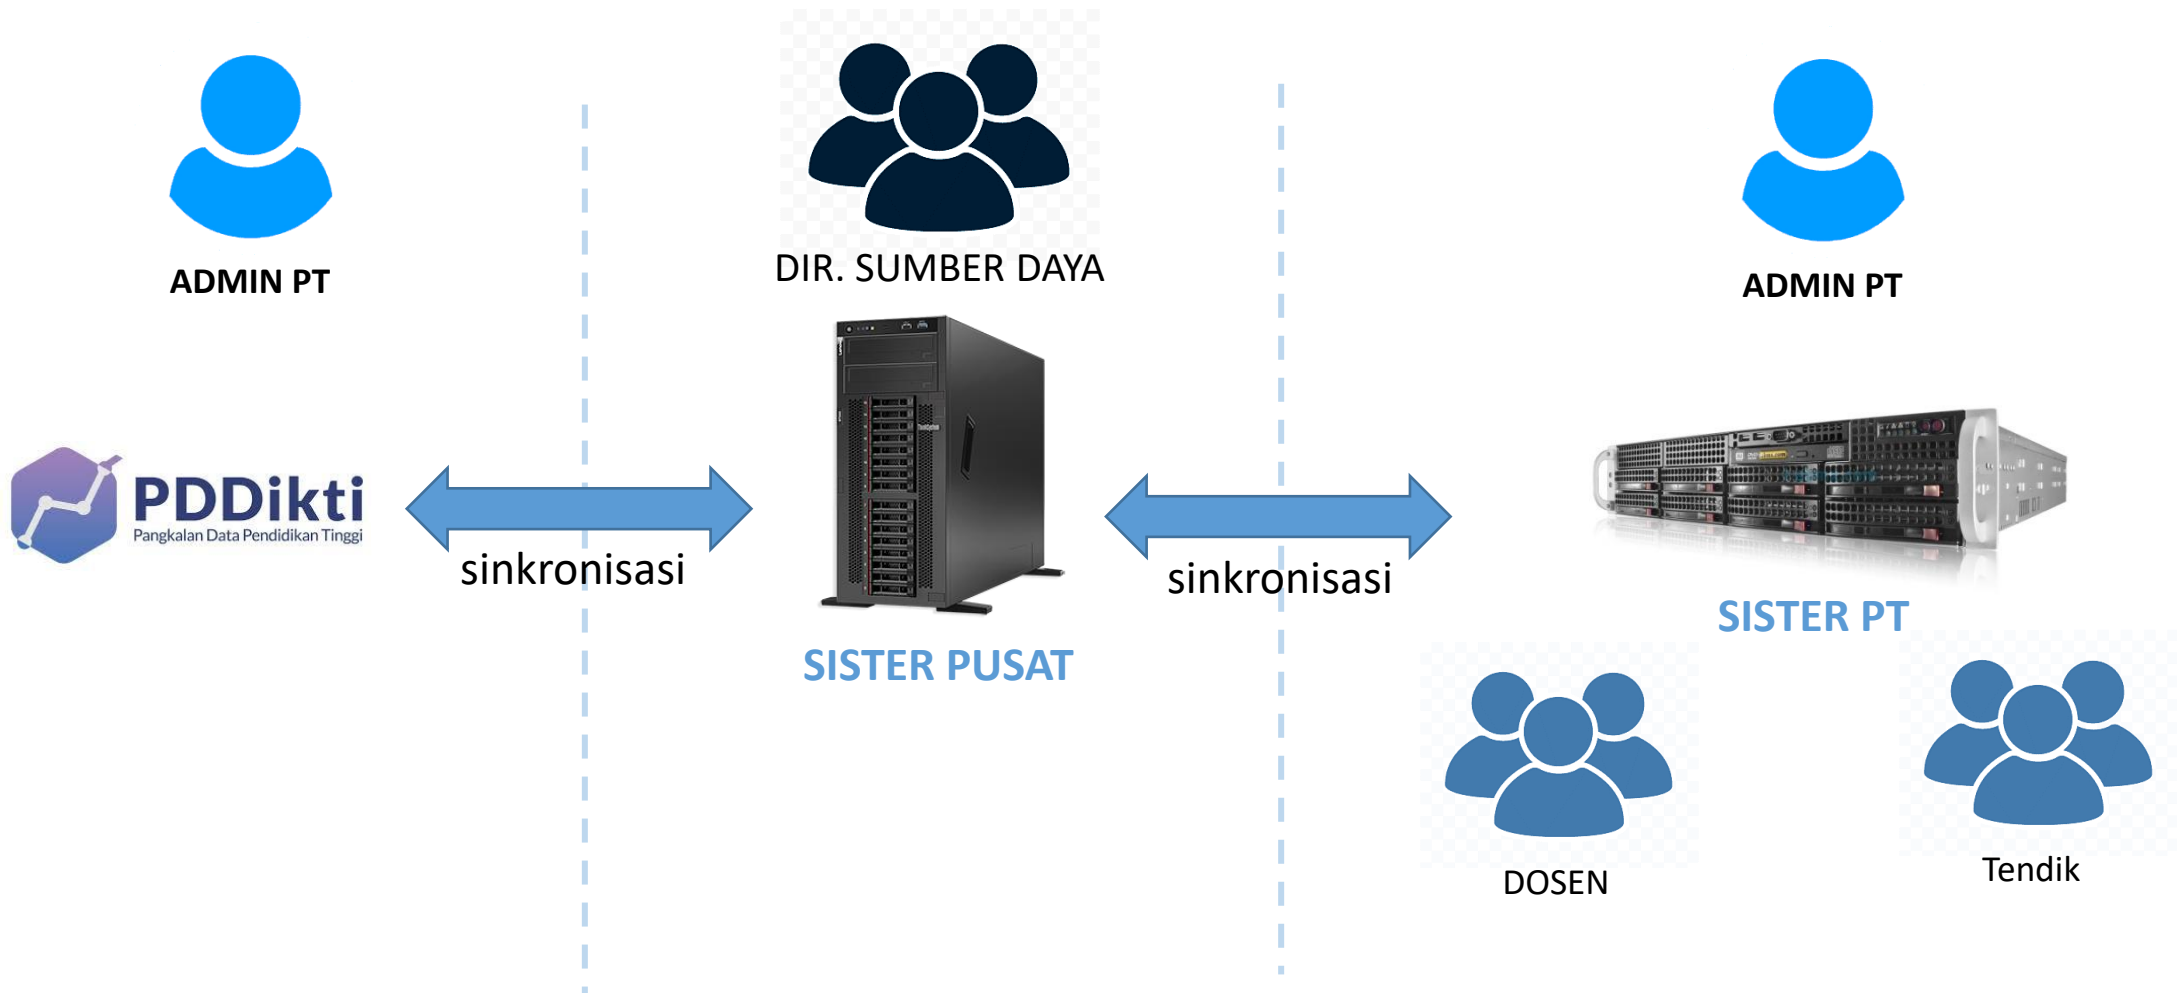 ADMIN PT
DIR. SUMBER DAYA
ADMIN PT
PDDikti
Pangkalan Data Pendidikan Tinggi
sinkronisasi
sinkronisasi
SISTER PUSAT
SISTER PT
DOSEN
Tendik